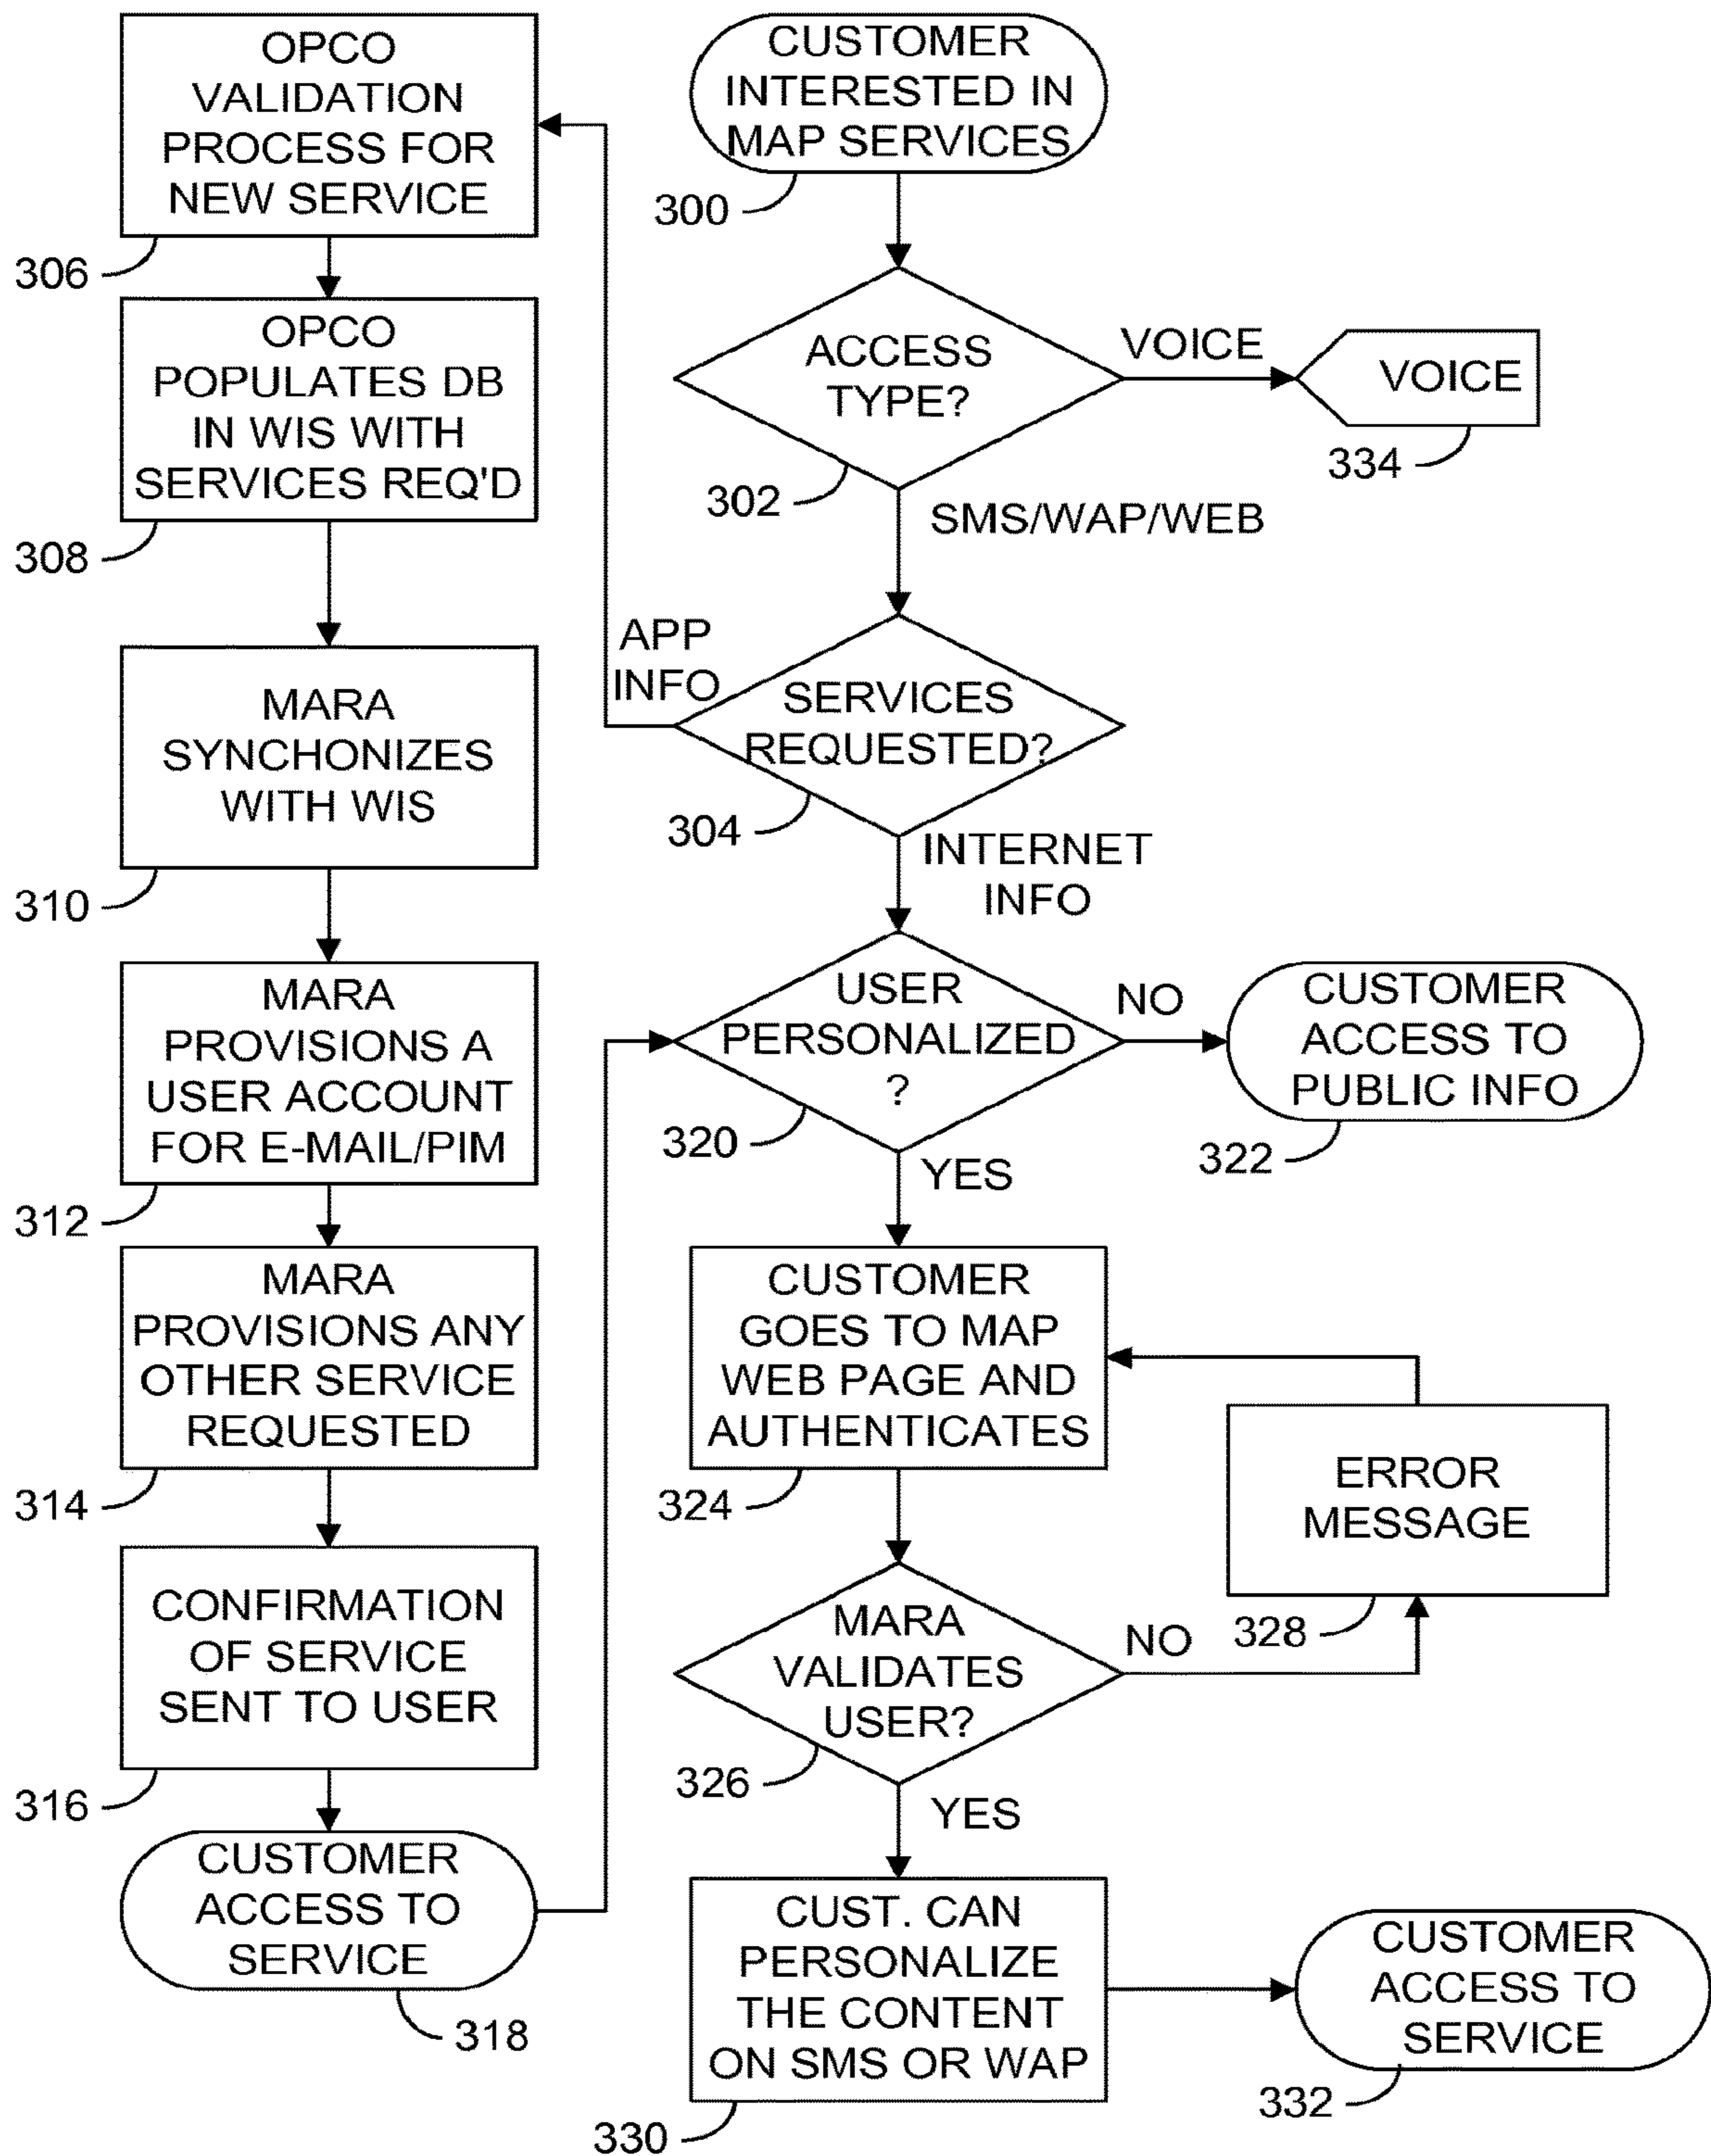 OPCO
VALIDATION
PROCESS FOR
NEW SERVICE
306
OPCO
POPULATES DB
IN WIS WITH
SERVICES REQ'D
308
MARA
SYNCHONIZES
WITH WIS
310
MARA
PROVISIONS A
USER ACCOUNT
FOR E-MAIL/PIM
312
MARA
PROVISIONS ANY
OTHER SERVICE
REQUESTED
314
CONFIRMATION
OF SERVICE
SENT TO USER
316
CUSTOMER
ACCESS TO
SERVICE
318
CUSTOMER
INTERESTED IN
MAP SERVICES
300
ACCESS
TYPE?
302
VOICE
VOICE
334
SMS/WAP/WEB
SERVICES
REQUESTED?
304
APP
INFO
INTERNET
INFO
USER
PERSONALIZED
?
320
NO
CUSTOMER
ACCESS TO
PUBLIC INFO
322
YES
CUSTOMER
GOES TO MAP
WEB PAGE AND
AUTHENTICATES
324
MARA
VALIDATES
USER?
326
NO
ERROR
MESSAGE
328
YES
CUST. CAN
PERSONALIZE
THE CONTENT
ON SMS OR WAP
330
CUSTOMER
ACCESS TO
SERVICE
332